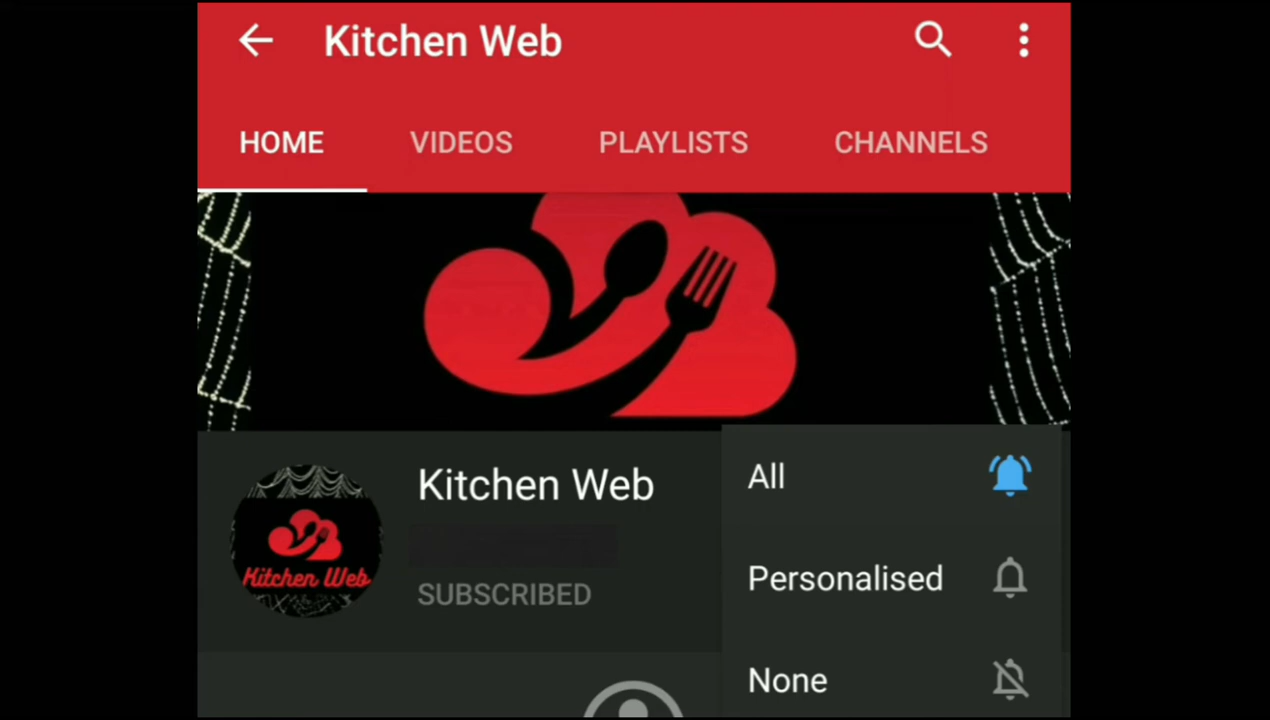 Kitchen Web
HOME VIDEOS PLAYLISTS CHANNELS
Kitchen Web
Kitchen Web
SUBSCRIBED
All
Personalised
None